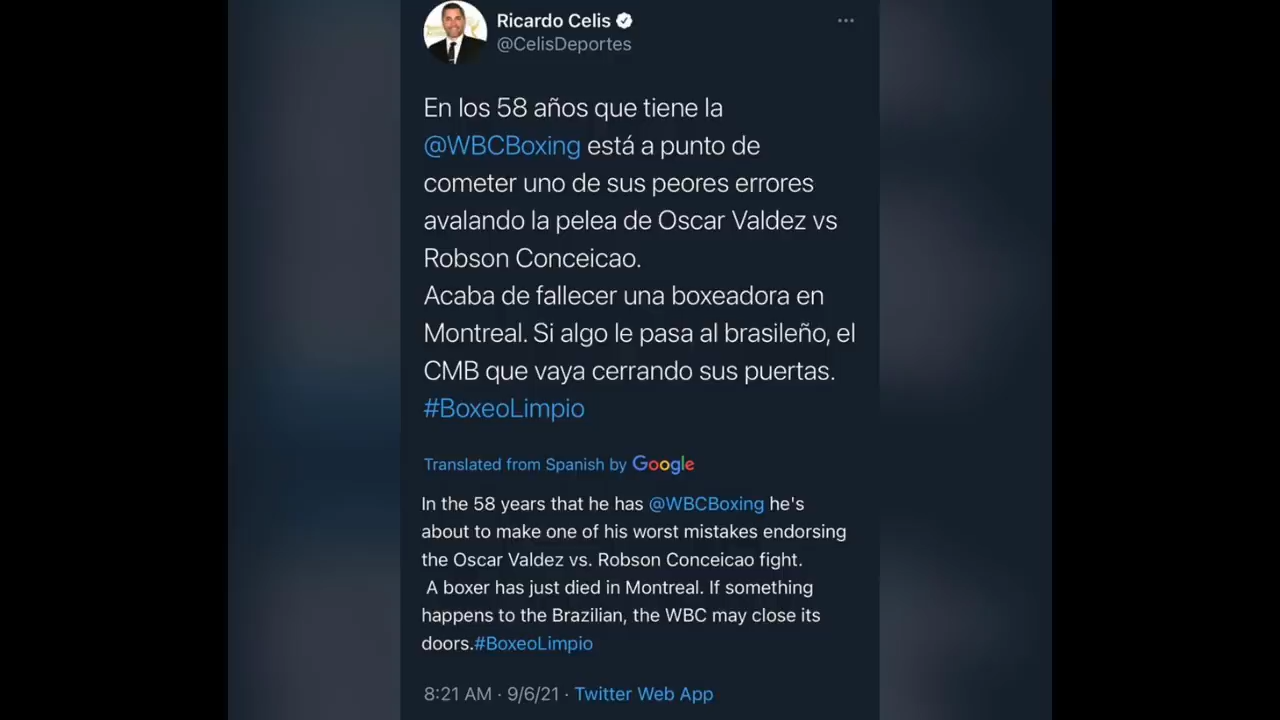 Ricardo Celis
@CelisDeportes
En los 58 años que tiene la
@WBCBoxing está a punto de
cometer uno de sus peores errores
avalando la pelea de Oscar Valdez vs
Robson Conceicao.
Acaba de fallecer una boxeadora en
Montreal. Si algo le pasa al brasileño, el
CMB que vaya cerrando sus puertas.
#BoxeoLimpio
Translated from Spanish by Google
In the 58 years that he has @WBCBoxing he's
about to make one of his worst mistakes endorsing
the Oscar Valdez vs. Robson Conceicao fight.
A boxer has just died in Montreal. If something
happens to the Brazilian, the WBC may close its
doors.#BoxeoLimpio
8:21 AM · 9/6/21 · Twitter Web App